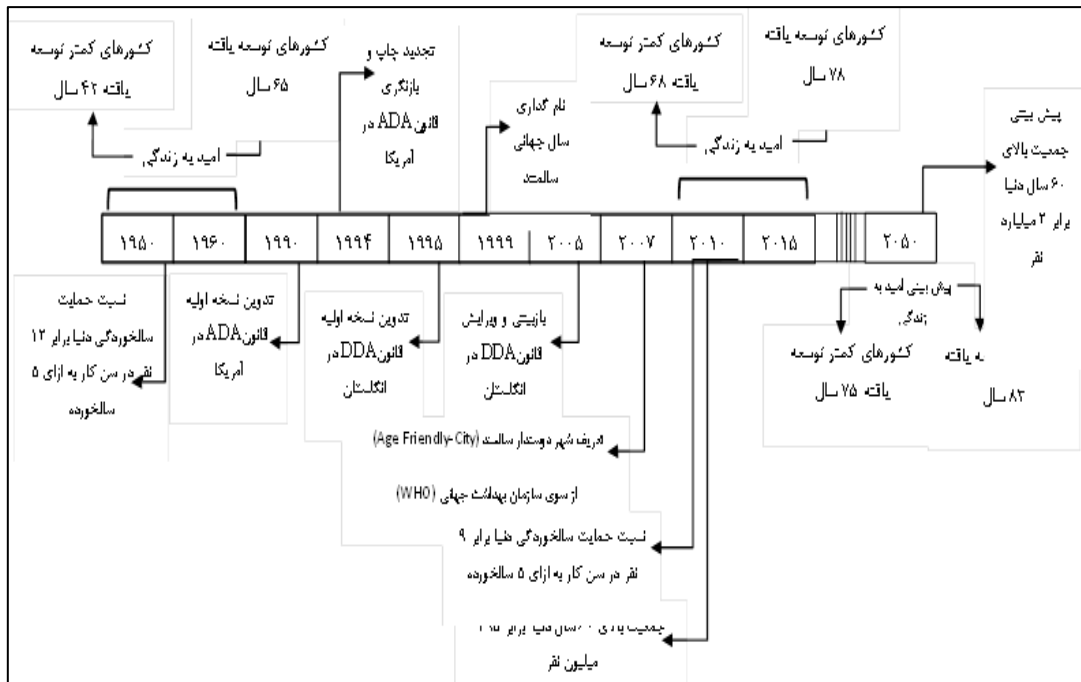 کشورهای کمتر توسعه
یافته ۴۲ سال
کشورهای توسعه یافته
۶۵ سال
امید به زندگی
تجدید چاپ و
بازنگری
قانون ADA در
آمریکا
نام گذاری
سال جهانی
سالمند
کشورهای کمتر توسعه
یافته ۶۸ سال
کشورهای توسعه یافته
۷۸ سال
امید به زندگی
پیش بینی
جمعیت بالای
۶۰ سال دنیا
برابر ۲ میلیارد
نفر
۱۹۵۰ ۱۹۶۰ ۱۹۹۰ ۱۹۹۴ ۱۹۹۵ ۱۹۹۹ ۲۰۰۵ ۲۰۰۷ ۲۰۱۰ ۲۰۱۵ ۲۰۵۰
نسبت حمایت
سالخوردگی دنیا برابر ۱۲
نفر در سن کار به ازای ۵
سالخورده
تدوین نسخه اولیه
قانون ADA در
آمریکا
تدوین نسخه اولیه
قانون DDA در
انگلستان
بازبینی و ویرایش
قانون DDA در
انگلستان
تعریف شهر دوستدار سالمند (Age Friendly-City)
از سوی سازمان بهداشت جهانی (WHO)
نسبت حمایت سالخوردگی دنیا برابر ۹
نفر در سن کار به ازای ۵ سالخورده
جمعیت بالای سال دنیا برابر
میلیون نفر
پیش بینی امید به
زندگی
کشورهای کمتر توسعه
یافته ۷۵ سال
یافته
۸۳ سال